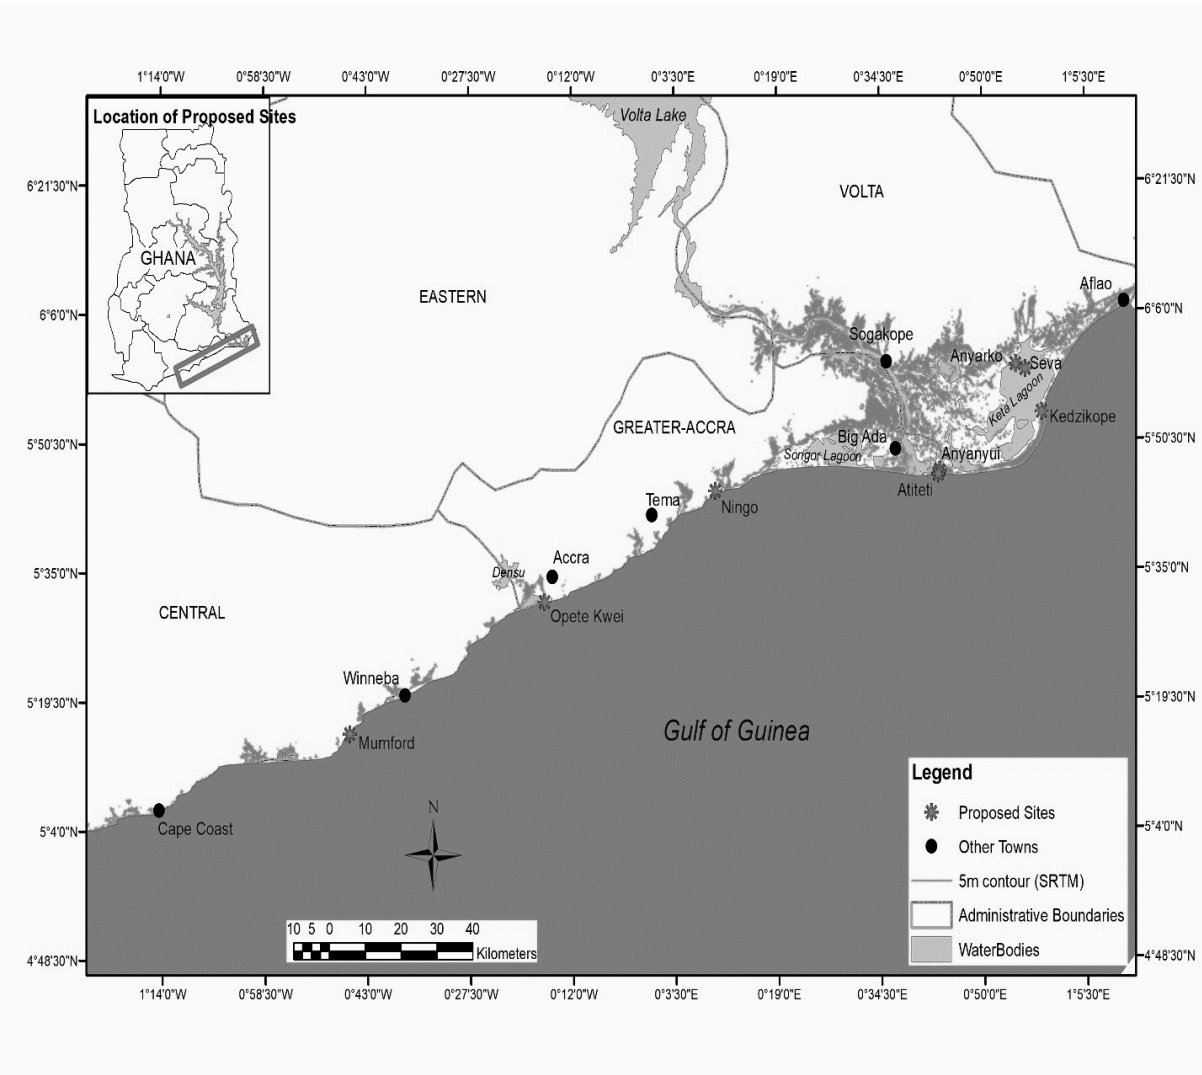 1°14'0"W 0°58'30"W 0°43'0"W 0°27'30"W 0°12'0"W 0°3'30"E 0°19'0"E 0°34'30"E 0°50'0"E 1°5'30"E
Location of Proposed Sites
GHANA
Volta Lake
6°21'30"N
6°21'30"N
VOLTA
EASTERN
Aflao
6°6'0"N
6°6'0"N
Sogakope
Anyarko
Seva
Keta Lagoon
Kedzikope
GREATER-ACCRA
5°50'30"N
5°50'30"N
Big Ada
Songor Lagoon
Anyanyui
Atiteti
Tema
Ningo
Accra
5°35'0"N
Densu
5°35'0"N
CENTRAL
Opete Kwei
Winneba
5°19'30"N
5°19'30"N
Gulf of Guinea
Mumford
Legend
Proposed Sites
Other Towns
5m contour (SRTM)
Administrative Boundaries
WaterBodies
N
5°4'0"N
5°4'0"N
Cape Coast
10 5 0 10 20 30 40
Kilometers
4°48'30"N
4°48'30"N
1°14'0"W 0°58'30"W 0°43'0"W 0°27'30"W 0°12'0"W 0°3'30"E 0°19'0"E 0°34'30"E 0°50'0"E 1°5'30"E